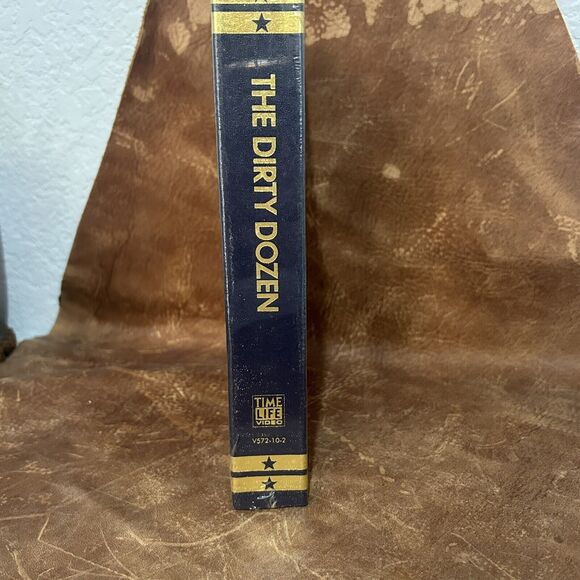 THE DIRTY DOZEN
TIME
LIFE
VIDEO
V572-10-2